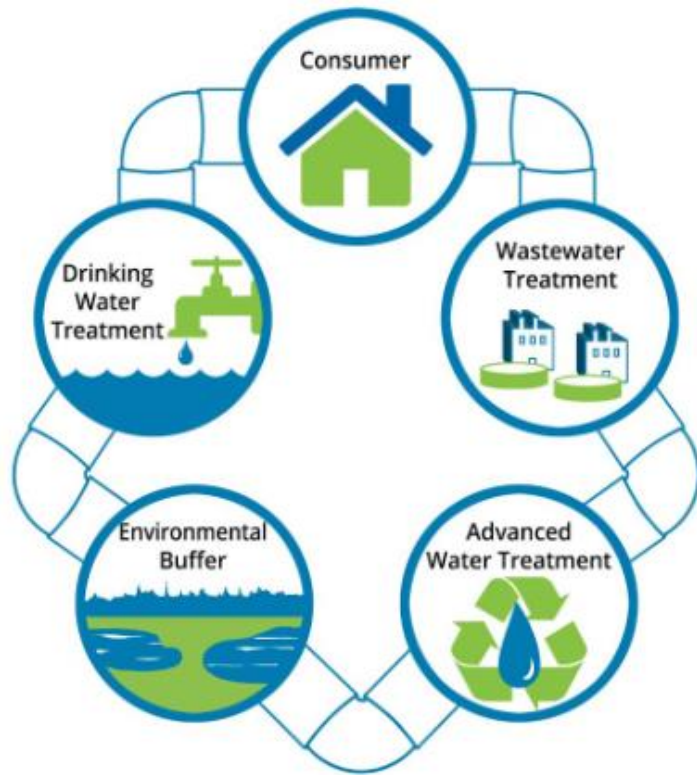 Consumer
Wastewater
Treatment
Advanced
Water Treatment
Environmental
Buffer
Drinking
Water
Treatment